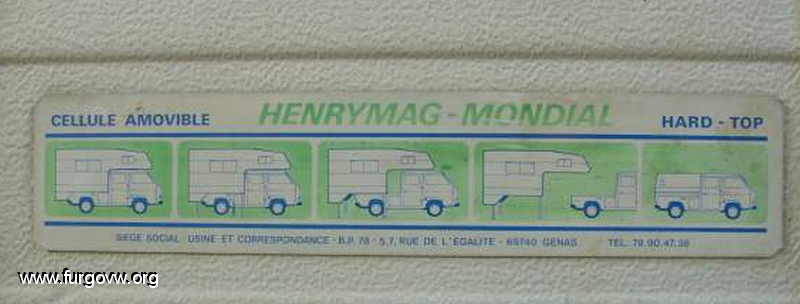 CELLULE AMOVIBLE HENRYMAG-MONDIAL HARD-TOP
SIEGE SOCIAL USINE ET CORRESPONDANCE - B.P. 78 - 5,7, RUE DE L'EGALITE - 69740 GENAS TEL. 78.90.47.36
www.furgovw.org